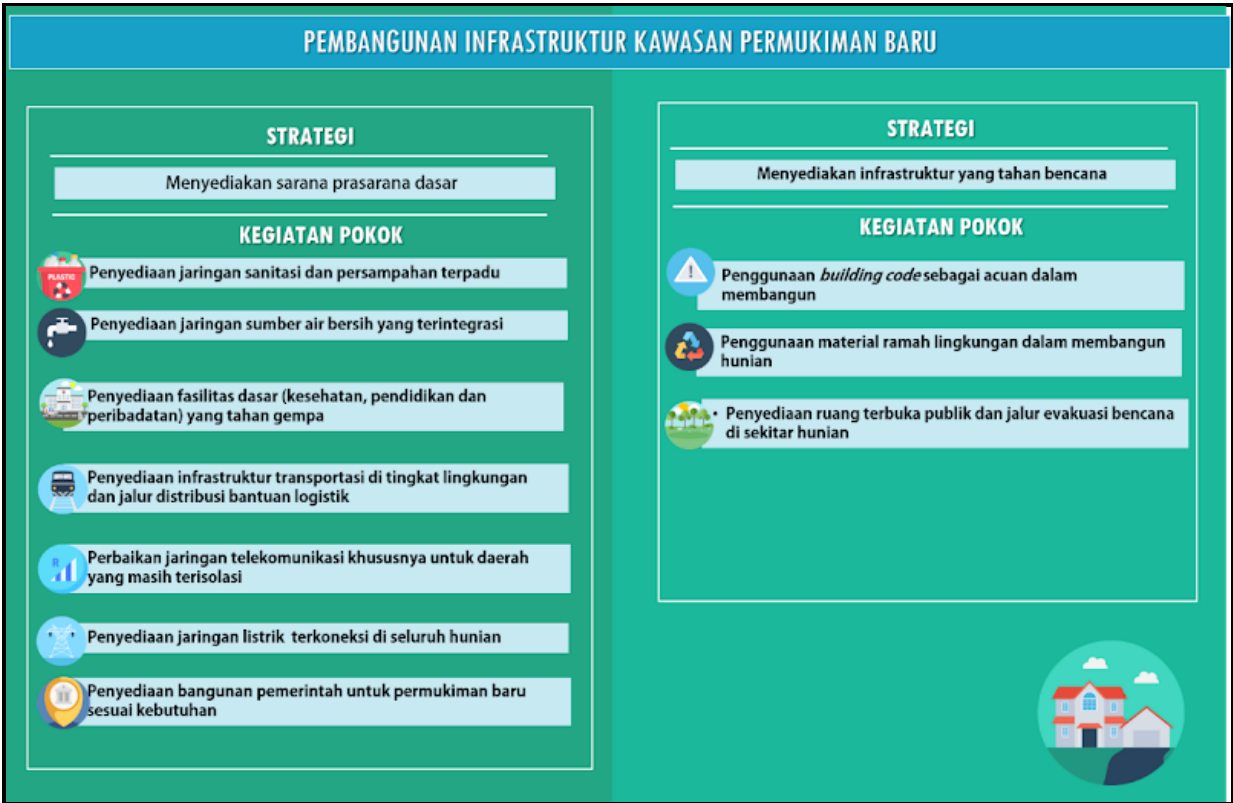 PEMBANGUNAN INFRASTRUKTUR KAWASAN PERMUKIMAN BARU
STRATEGI
Menyediakan sarana prasarana dasar
KEGIATAN POKOK
PLASTIC
Penyediaan jaringan sanitasi dan persampahan terpadu
Penyediaan jaringan sumber air bersih yang terintegrasi
Penyediaan fasilitas dasar (kesehatan, pendidikan dan
peribadatan) yang tahan gempa
Penyediaan infrastruktur transportasi di tingkat lingkungan
dan jalur distribusi bantuan logistik
R
Perbaikan jaringan telekomunikasi khususnya untuk daerah
yang masih terisolasi
Penyediaan jaringan listrik terkoneksi di seluruh hunian
Penyediaan bangunan pemerintah untuk permukiman baru
sesuai kebutuhan
STRATEGI
Menyediakan infrastruktur yang tahan bencana
KEGIATAN POKOK
Penggunaan building code sebagai acuan dalam
membangun
Penggunaan material ramah lingkungan dalam membangun
hunian
• Penyediaan ruang terbuka publik dan jalur evakuasi bencana
di sekitar hunian